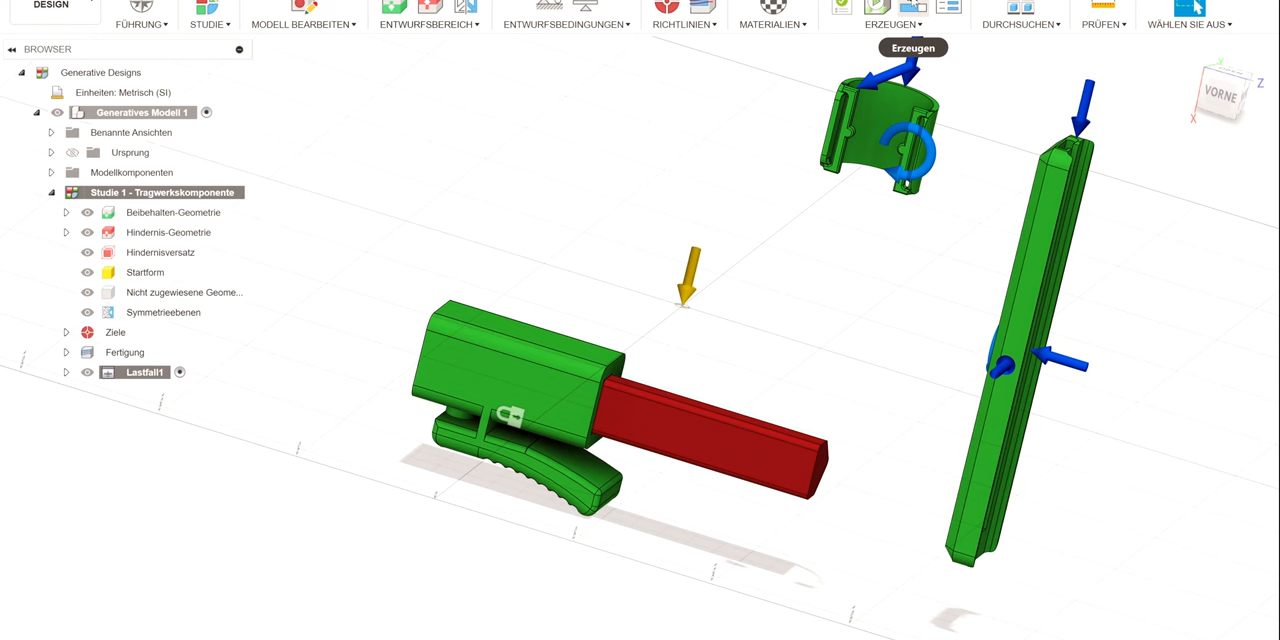 DESIGN
FÜHRUNG
STUDIE
MODELL BEARBEITEN
ENTWURFSBEREICH
ENTWURFSBEDINGUNGEN
RICHTLINIEN
MATERIALIEN
ERZEUGEN
DURCHSUCHEN
PRÜFEN
WÄHLEN SIE AUS
Erzeugen
BROWSER
Generative Designs
Einheiten: Metrisch (SI)
Generatives Modell 1
Benannte Ansichten
Ursprung
Modellkomponenten
Studie 1 - Tragwerkskomponente
Beibehalten-Geometrie
Hindernis-Geometrie
Hindernisversatz
Startform
Nicht zugewiesene Geome...
Symmetrieebenen
Ziele
Fertigung
Lastfall1
Y
Z
VORNE
X